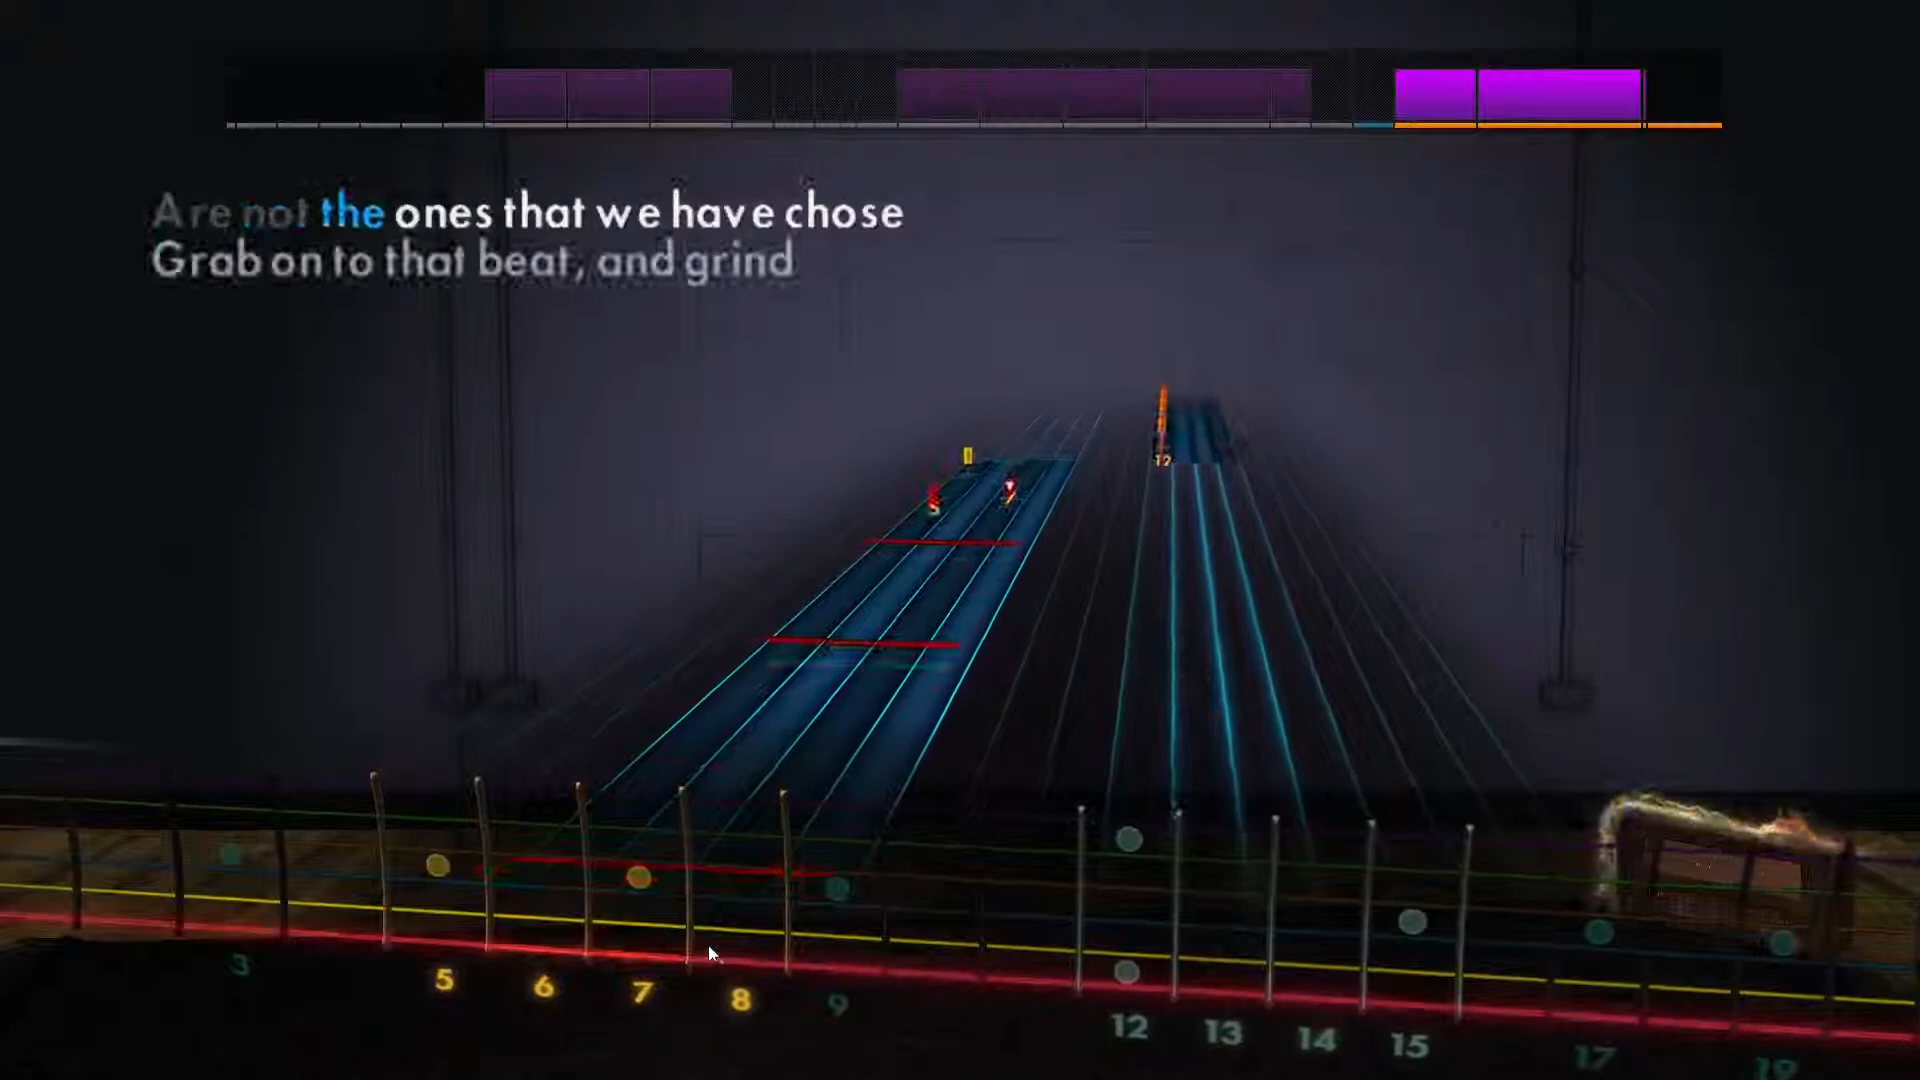 Are not the ones that we have chose
Grab on to that beat, and grind
12
3 5 6 7 8 9 12 13 14 15 17 19